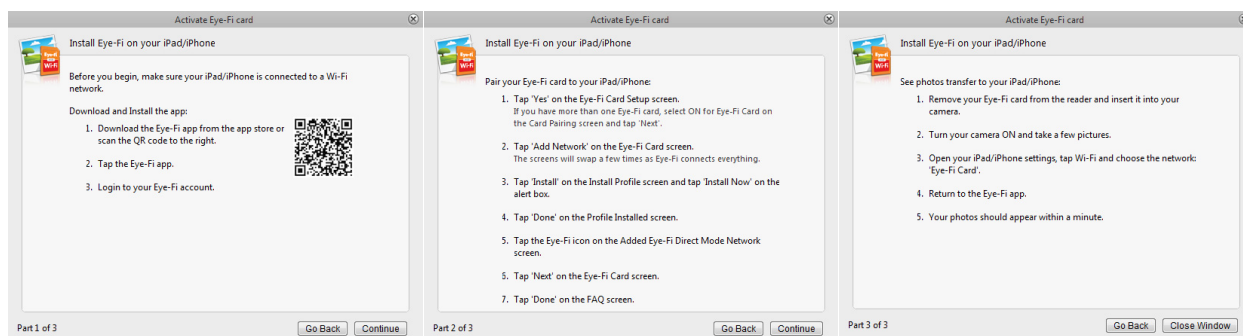 Activate Eye-Fi card
Install Eye-Fi on your iPad/iPhone
Before you begin, make sure your iPad/iPhone is connected to a Wi-Fi
network.
Download and Install the app:
1. Download the Eye-Fi app from the app store or
scan the QR code to the right.
2. Tap the Eye-Fi app.
3. Login to your Eye-Fi account.
Part 1 of 3
Go Back
Continue
Activate Eye-Fi card
Install Eye-Fi on your iPad/iPhone
Pair your Eye-Fi card to your iPad/iPhone:
1. Tap 'Yes' on the Eye-Fi Card Setup screen.
If you have more than one Eye-Fi card, select ON for Eye-Fi Card on
the Card Pairing screen and tap 'Next'.
2. Tap 'Add Network' on the Eye-Fi Card screen.
The screens will swap a few times as Eye-Fi connects everything.
3. Tap 'Install' on the Install Profile screen and tap 'Install Now' on the
alert box.
4. Tap 'Done' on the Profile Installed screen.
5. Tap the Eye-Fi icon on the Added Eye-Fi Direct Mode Network
screen.
6. Tap 'Next' on the Eye-Fi Card screen.
7. Tap 'Done' on the FAQ screen.
Part 2 of 3
Go Back
Continue
Activate Eye-Fi card
Install Eye-Fi on your iPad/iPhone
See photos transfer to your iPad/iPhone:
1. Remove your Eye-Fi card from the reader and insert it into your
camera.
2. Turn your camera ON and take a few pictures.
3. Open your iPad/iPhone settings, tap Wi-Fi and choose the network:
'Eye-Fi Card'.
4. Return to the Eye-Fi app.
5. Your photos should appear within a minute.
Part 3 of 3
Go Back
Close Window